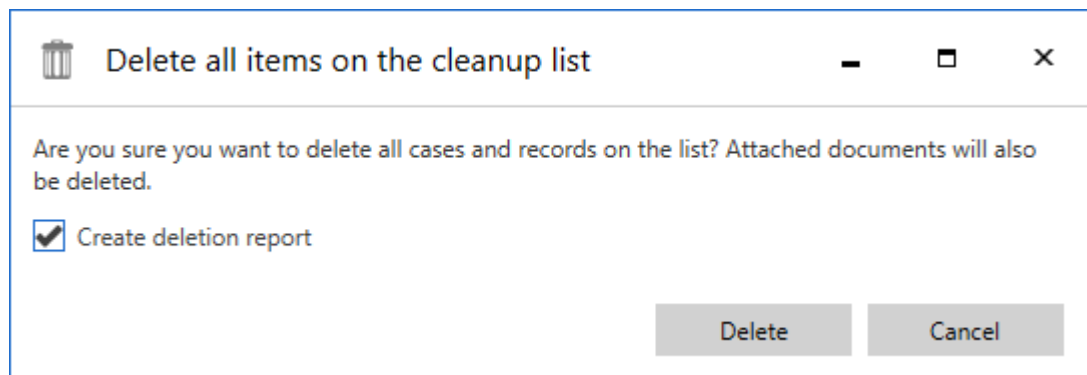 Delete all items on the cleanup list
Are you sure you want to delete all cases and records on the list? Attached documents will also
be deleted.
Create deletion report
Delete
Cancel